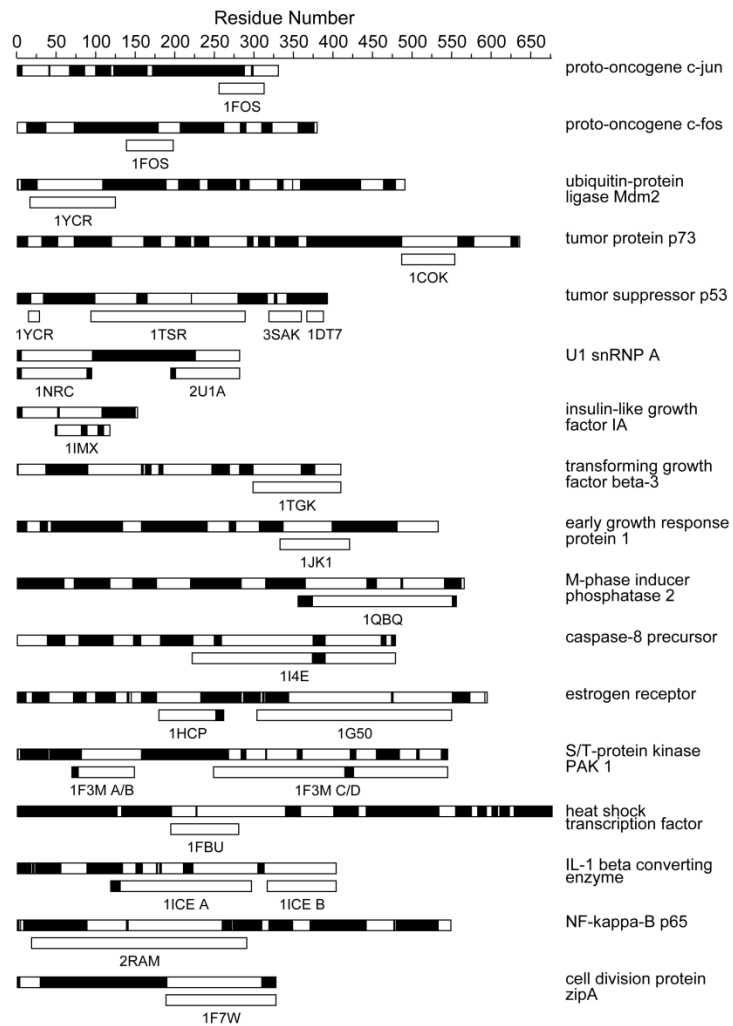 Residue Number
0 50 100 150 200 250 300 350 400 450 500 550 600 650
proto-oncogene c-jun
1FOS
proto-oncogene c-fos
1FOS
ubiquitin-protein
ligase Mdm2
1YCR
tumor protein p73
1COK
tumor suppressor p53
1YCR 1TSR 3SAK 1DT7
U1 snRNP A
1NRC 2U1A
insulin-like growth
factor IA
1IMX
transforming growth
factor beta-3
1TGK
early growth response
protein 1
1JK1
M-phase inducer
phosphatase 2
1QBQ
caspase-8 precursor
1I4E
estrogen receptor
1HCP 1G50
S/T-protein kinase
PAK 1
1F3M A/B 1F3M C/D
heat shock
transcription factor
1FBU
IL-1 beta converting
enzyme
1ICE A 1ICE B
NF-kappa-B p65
2RAM
cell division protein
zipA
1F7W